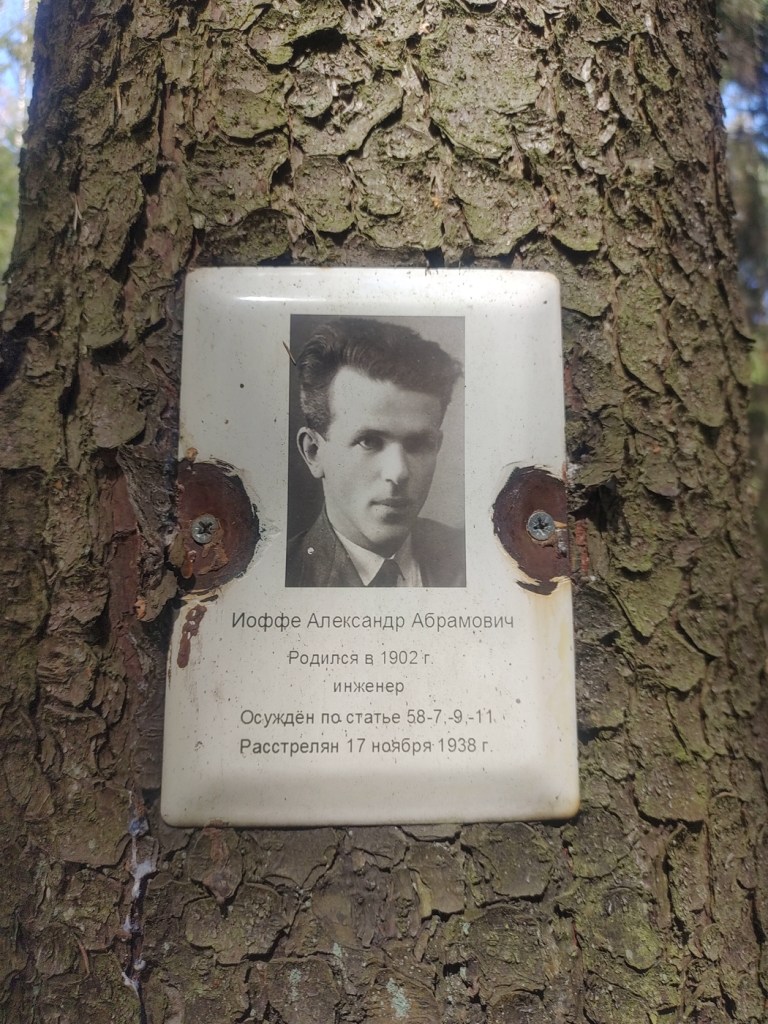 Иоффе Александр Абрамович
Родился в 1902 г.
инженер
Осуждён по статье 58-7,-9,-11
Расстрелян 17 ноября 1938 г.